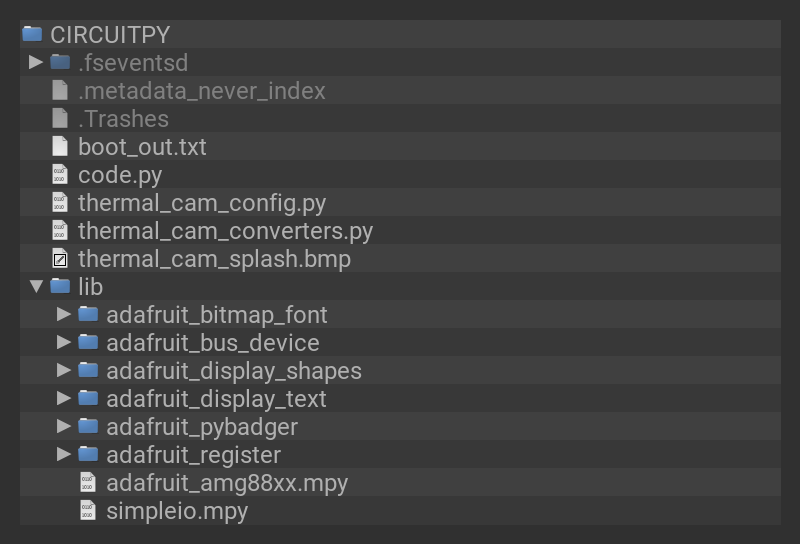 CIRCUITPY
.fseventsd
.metadata_never_index
.Trashes
boot_out.txt
code.py
thermal_cam_config.py
thermal_cam_converters.py
thermal_cam_splash.bmp
lib
adafruit_bitmap_font
adafruit_bus_device
adafruit_display_shapes
adafruit_display_text
adafruit_pybadger
adafruit_register
adafruit_amg88xx.mpy
simpleio.mpy